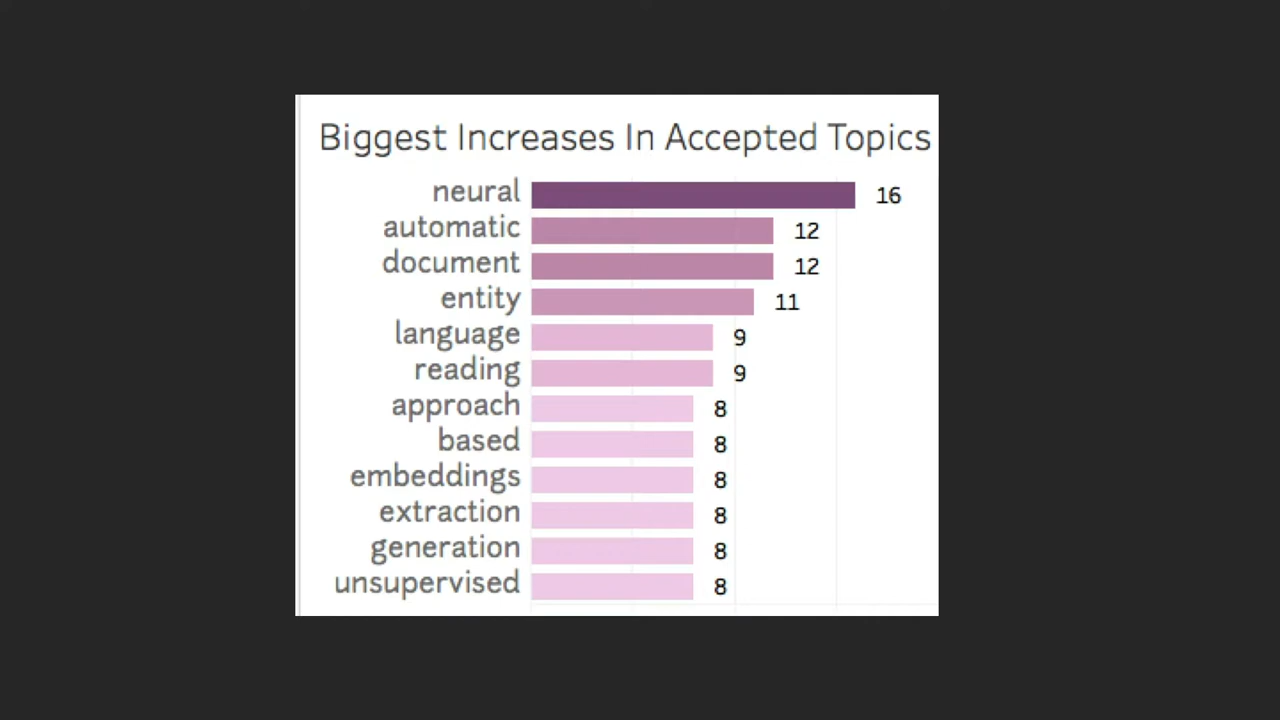 Biggest Increases In Accepted Topics
neural 16
automatic 12
document 12
entity 11
language 9
reading 9
approach 8
based 8
embeddings 8
extraction 8
generation 8
unsupervised 8